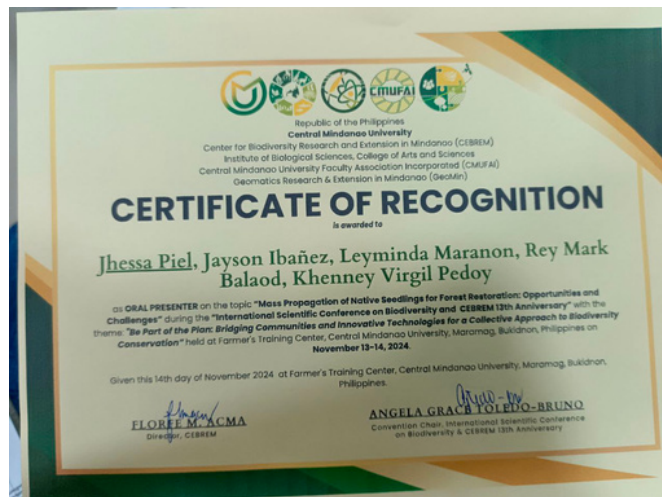 CMUFAI
Republic of the Philippines
Central Mindanao University
Center for Biodiversity Research and Extension in Mindanao (CEBREM)
Institute of Biological Sciences, College of Arts and Sciences
Central Mindanao University Faculty Association Incorporated (CMUFAI)
Geomatics Research & Extension in Mindanao (GeoMin)
CERTIFICATE OF RECOGNITION
is awarded to
Jhessa Piel, Jayson Ibañez, Leyminda Maranon, Rey Mark
Balaod, Khenney Virgil Pedoy
as ORAL PRESENTER on the topic "Mass Propagation of Native Seedlings for Forest Restoration: Opportunities and
Challenges" during the "International Scientific Conference on Biodiversity and CEBREM 13th Anniversary" with the
theme: "Be Part of the Plan: Bridging Communities and Innovative Technologies for a Collective Approach to Biodiversity
Conservation" held at Farmer's Training Center, Central Mindanao University, Maramag, Bukidnon, Philippines on
November 13-14, 2024.
Given this 14th day of November 2024 at Farmer's Training Center, Central Mindanao University, Maramag, Bukidnon,
Philippines.
FLORFE M. ACMA
Director, CEBREM
ANGELA GRACE TOLEDO-BRUNO
Convention Chair, International Scientific Conference
on Biodiversity & CEBREM 13th Anniversary